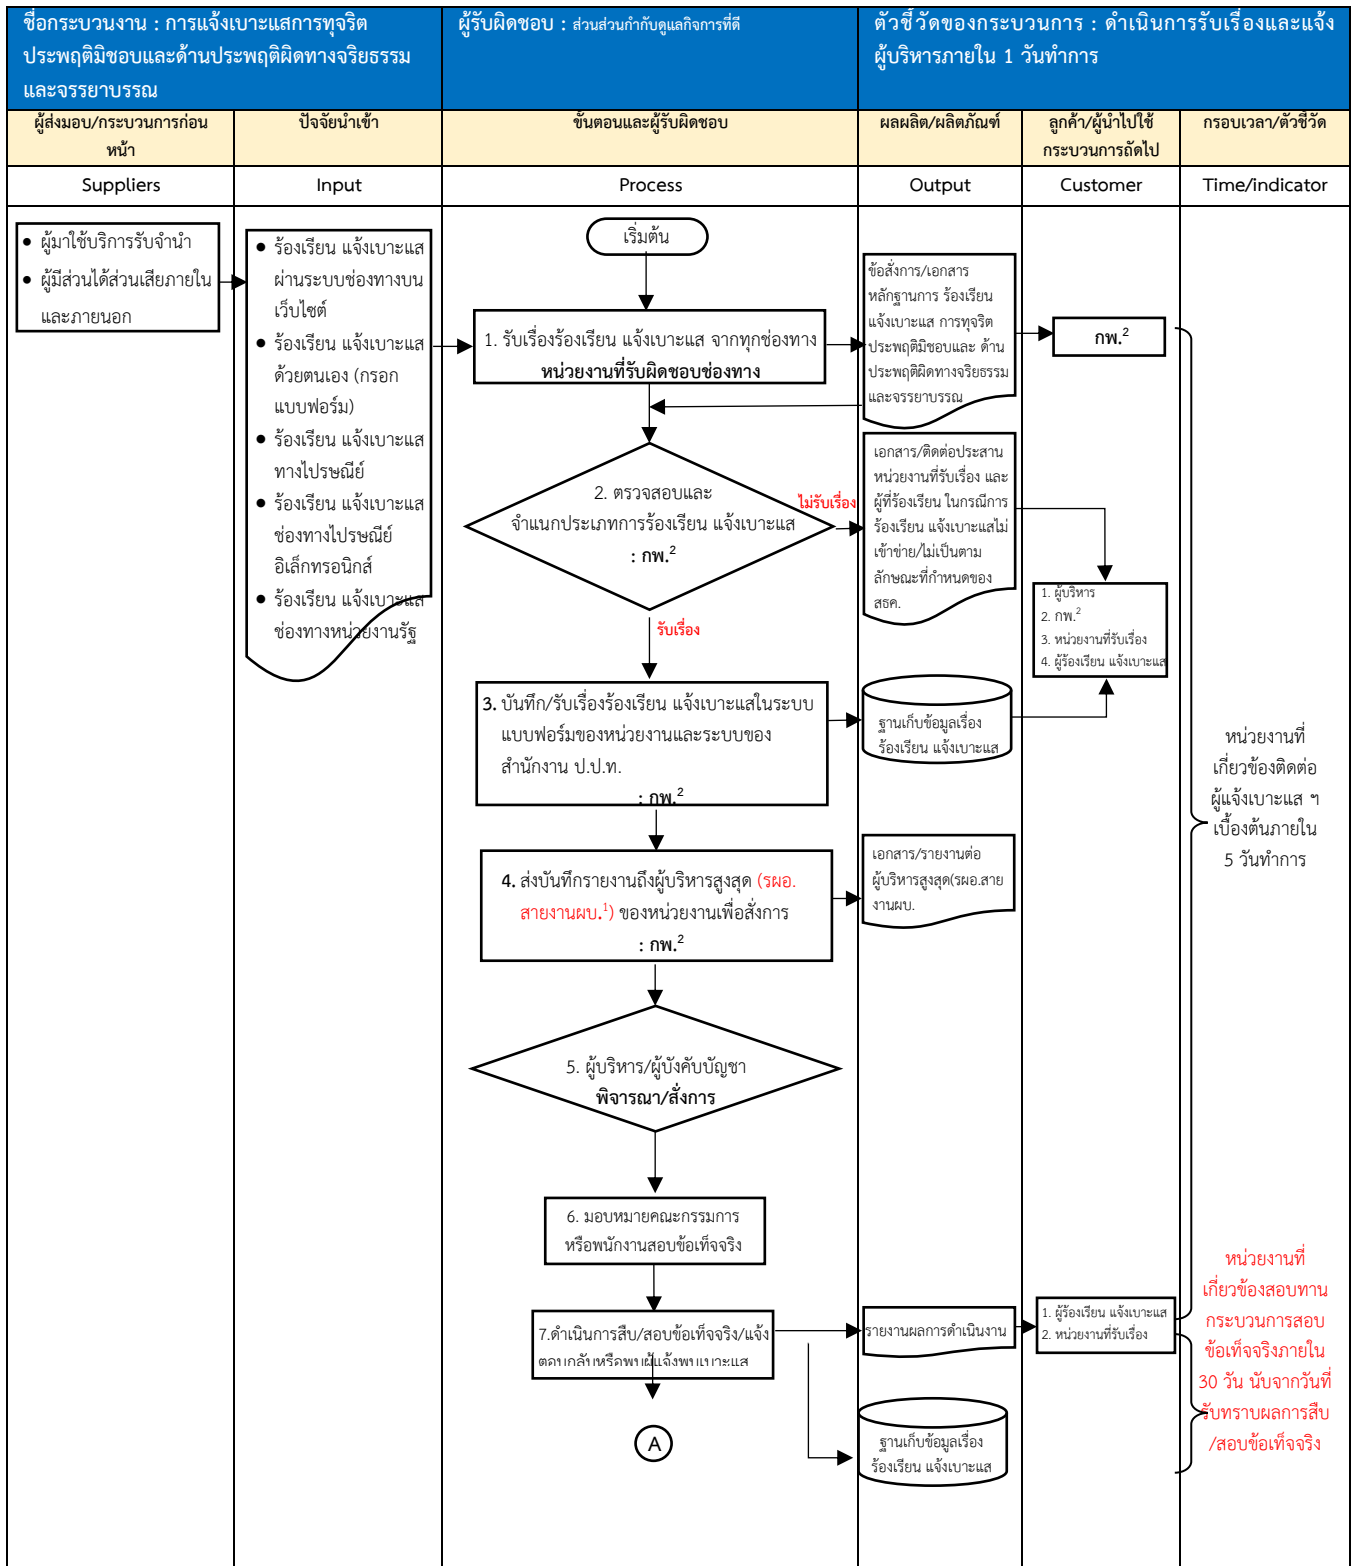 ชื่อกระบวนงาน : การแจ้งเบาะแสการทุจริต
ประพฤติมิชอบและด้านประพฤติผิดทางจริยธรรม
และจรรยาบรรณ
ผู้รับผิดชอบ : ส่วนส่วนกำกับดูแลกิจการที่ดี
ตัวชี้วัดของกระบวนการ : ดำเนินการรับเรื่องและแจ้ง
ผู้บริหารภายใน 1 วันทำการ
ผู้ส่งมอบ/กระบวนการก่อน
หน้า
ปัจจัยนำเข้า
ขั้นตอนและผู้รับผิดชอบ
ผลผลิต/ผลิตภัณฑ์
ลูกค้า/ผู้นำไปใช้
กระบวนการถัดไป
กรอบเวลา/ตัวชี้วัด
Suppliers
Input
Process
Output
Customer
Time/indicator
● ผู้มาใช้บริการรับจำนำ
● ผู้มีส่วนได้ส่วนเสียภายใน
และภายนอก
● ร้องเรียน แจ้งเบาะแส
ผ่านระบบช่องทางบน
เว็บไซต์
● ร้องเรียน แจ้งเบาะแส
ด้วยตนเอง (กรอก
แบบฟอร์ม)
● ร้องเรียน แจ้งเบาะแส
ทางไปรษณีย์
● ร้องเรียน แจ้งเบาะแส
ช่องทางไปรษณีย์
อิเล็กทรอนิกส์
● ร้องเรียน แจ้งเบาะแส
ช่องทางหน่วยงานรัฐ
เริ่มต้น
1. รับเรื่องร้องเรียน แจ้งเบาะแส จากทุกช่องทาง
หน่วยงานที่รับผิดชอบช่องทาง
ข้อสั่งการ/เอกสาร
หลักฐานการ ร้องเรียน
แจ้งเบาะแส การทุจริต
ประพฤติมิชอบและ ด้าน
ประพฤติผิดทางจริยธรรม
และจรรยาบรรณ
กพ.²
2. ตรวจสอบและ
จำแนกประเภทการร้องเรียน แจ้งเบาะแส
: กพ.²
ไม่รับเรื่อง
รับเรื่อง
เอกสาร/ติดต่อประสาน
หน่วยงานที่รับเรื่อง และ
ผู้ที่ร้องเรียน ในกรณีการ
ร้องเรียน แจ้งเบาะแสไม่
เข้าข่าย/ไม่เป็นตาม
ลักษณะที่กำหนดของ
สธค.
1. ผู้บริหาร
2. กพ.²
3. หน่วยงานที่รับเรื่อง
4. ผู้ร้องเรียน แจ้งเบาะแส
3. บันทึก/รับเรื่องร้องเรียน แจ้งเบาะแสในระบบ
แบบฟอร์มของหน่วยงานและระบบของ
สำนักงาน ป.ป.ท.
: กพ.²
ฐานเก็บข้อมูลเรื่อง
ร้องเรียน แจ้งเบาะแส
หน่วยงานที่
เกี่ยวข้องติดต่อ
ผู้แจ้งเบาะแส ฯ
เบื้องต้นภายใน
5 วันทำการ
4. ส่งบันทึกรายงานถึงผู้บริหารสูงสุด (รผอ.
สายงานผบ.¹) ของหน่วยงานเพื่อสั่งการ
: กพ.²
เอกสาร/รายงานต่อ
ผู้บริหารสูงสุด(รผอ.สาย
งานผบ.
5. ผู้บริหาร/ผู้บังคับบัญชา
พิจารณา/สั่งการ
6. มอบหมายคณะกรรมการ
หรือพนักงานสอบข้อเท็จจริง
7.ดำเนินการสืบ/สอบข้อเท็จจริง/แจ้ง
ตอบกลับหรือพบผู้แจ้งพบเบาะแส
รายงานผลการดำเนินงาน
1. ผู้ร้องเรียน แจ้งเบาะแส
2. หน่วยงานที่รับเรื่อง
หน่วยงานที่
เกี่ยวข้องสอบทาน
กระบวนการสอบ
ข้อเท็จจริงภายใน
30 วัน นับจากวันที่
รับทราบผลการสืบ
/สอบข้อเท็จจริง
ฐานเก็บข้อมูลเรื่อง
ร้องเรียน แจ้งเบาะแส
A